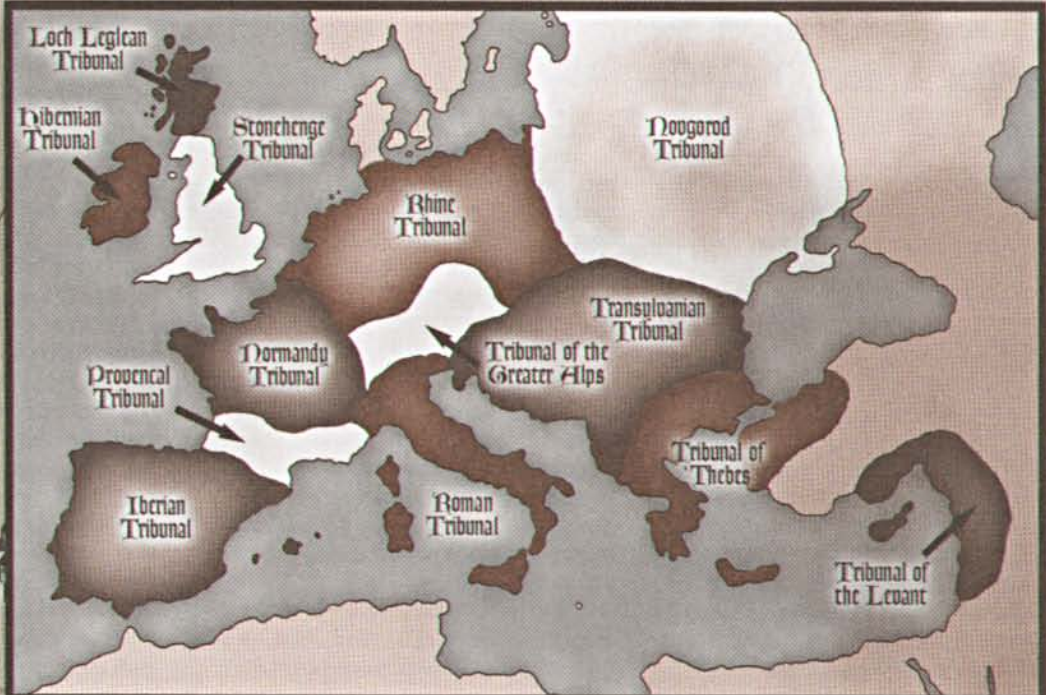 Loch Leglean
Tribunal
Hibernian
Tribunal
Stonehenge
Tribunal
Novgorod
Tribunal
Rhine
Tribunal
Transylvanian
Tribunal
Normandy
Tribunal
Tribunal of the
Greater Alps
Provencal
Tribunal
Tribunal of
Thebes
Iberian
Tribunal
Roman
Tribunal
Tribunal of
the Levant